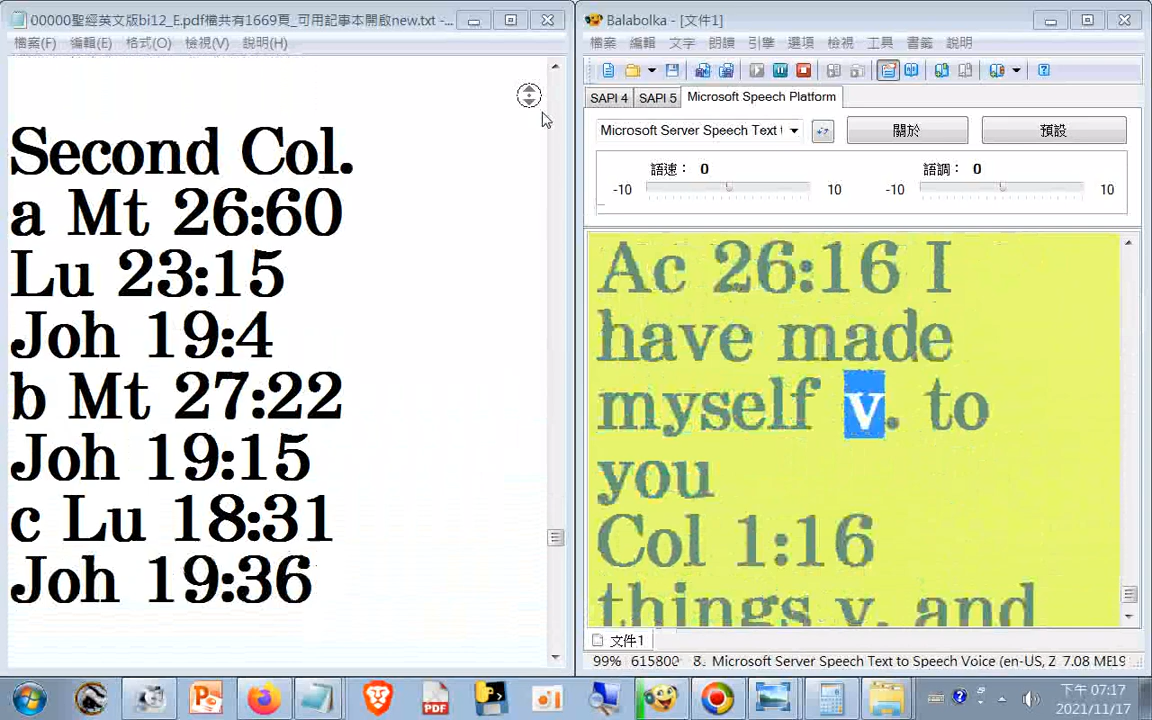 00000聖經英文版bi12_E.pdf檔共有1669頁_可用記事本開啟new.txt -...
檔案(F) 編輯(E) 格式(O) 檢視(V) 說明(H)
Second Col.
a Mt 26:60
Lu 23:15
Joh 19:4
b Mt 27:22
Joh 19:15
c Lu 18:31
Joh 19:36
Balabolka - [文件1]
檔案 編輯 文字 朗讀 引擎 選項 檢視 工具 書籤 說明
SAPI 4 SAPI 5 Microsoft Speech Platform
Microsoft Server Speech Text 關於 預設
語速： 0 語調： 0
-10 10 -10 10
Ac 26:16 I
have made
myself v. to
you
Col 1:16
things v. and
文件1
99% 615800 8. Microsoft Server Speech Text to Speech Voice (en-US, Z 7.08 ME19
PDF
下午 07:17
2021/11/17